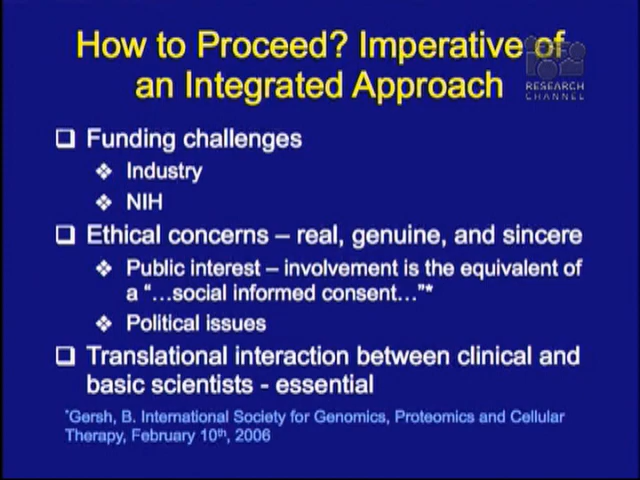 How to Proceed? Imperative of
an Integrated Approach
RESEARCH
CHANNEL
❑ Funding challenges
❖ Industry
❖ NIH
❑ Ethical concerns – real, genuine, and sincere
❖ Public interest – involvement is the equivalent of
a “…social informed consent…”*
❖ Political issues
❑ Translational interaction between clinical and
basic scientists - essential
*Gersh, B. International Society for Genomics, Proteomics and Cellular
Therapy, February 10th, 2006